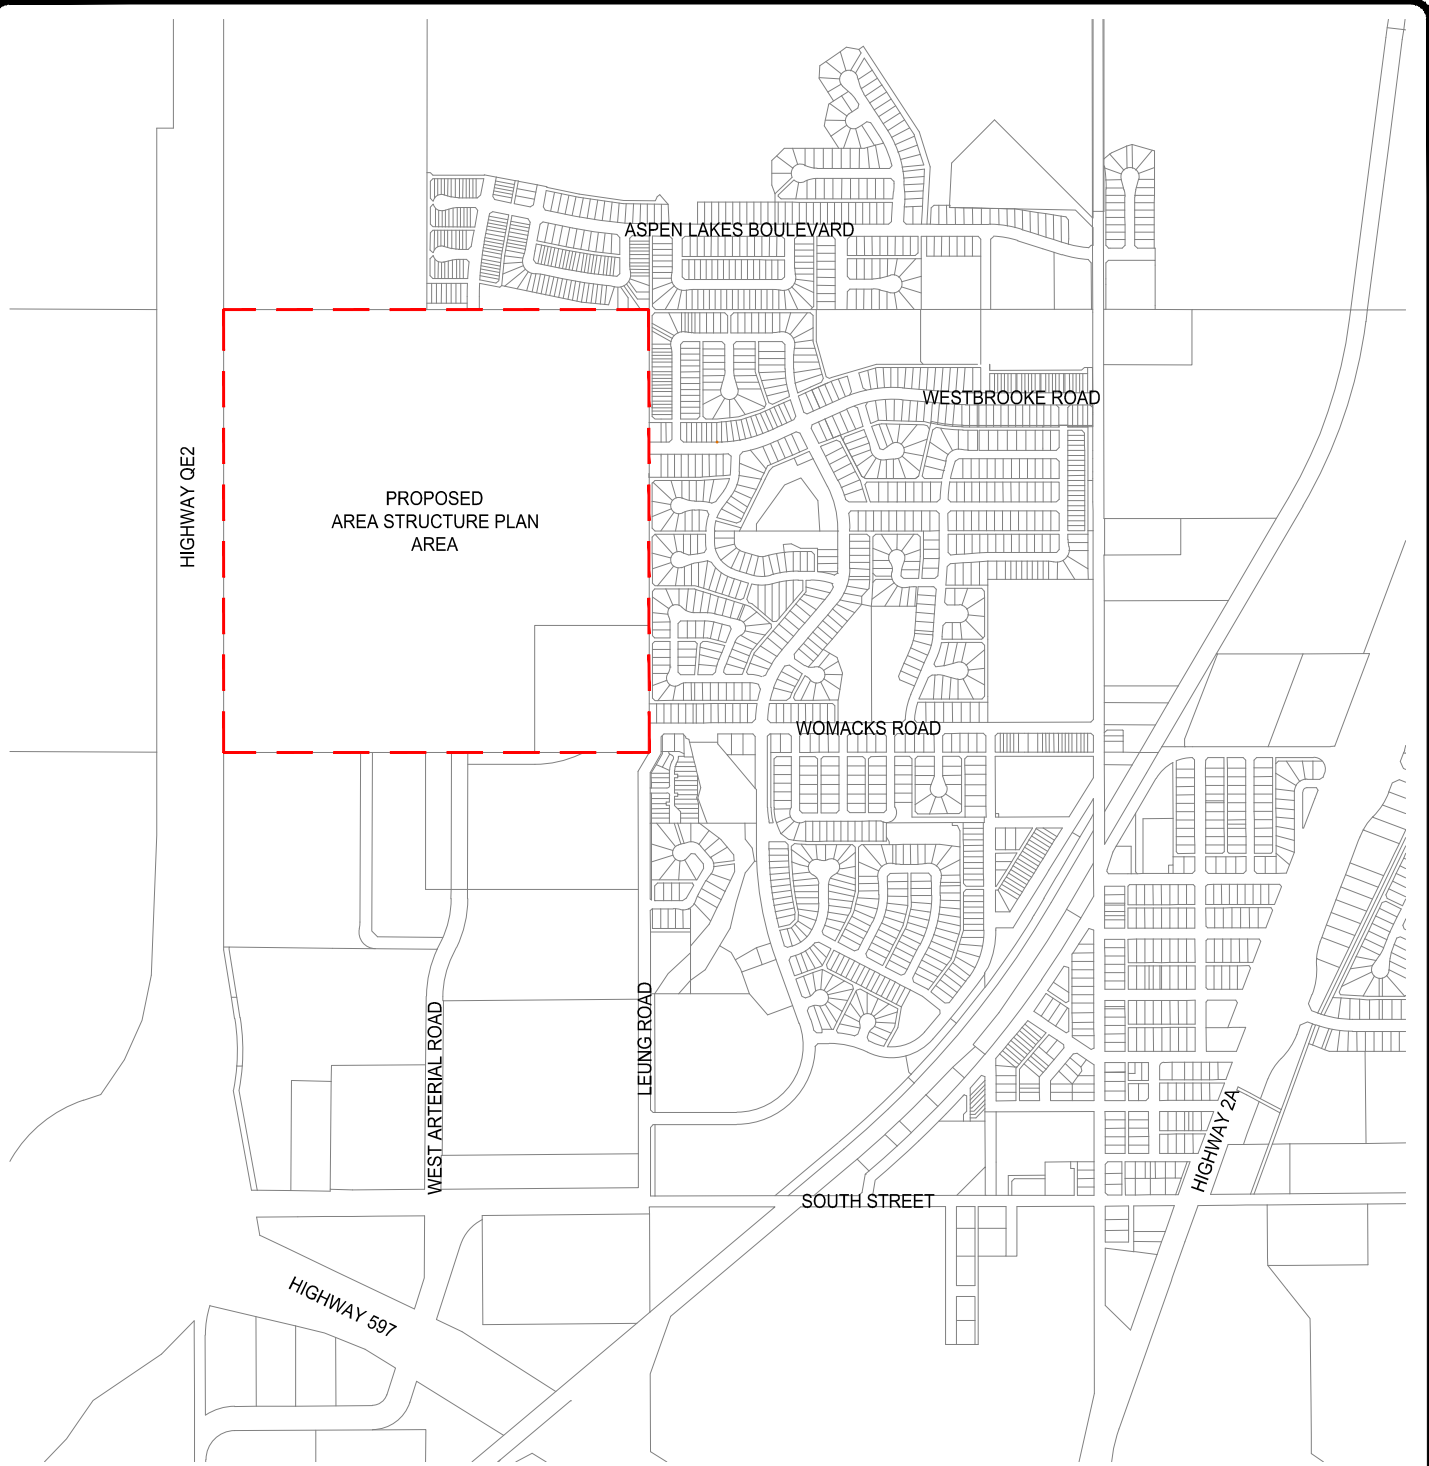 ASPEN LAKES BOULEVARD
WESTBROOKE ROAD
HIGHWAY QE2
PROPOSED
AREA STRUCTURE PLAN
AREA
WOMACKS ROAD
WEST ARTERIAL ROAD
LEUNG ROAD
HIGHWAY 2A
SOUTH STREET
HIGHWAY 597